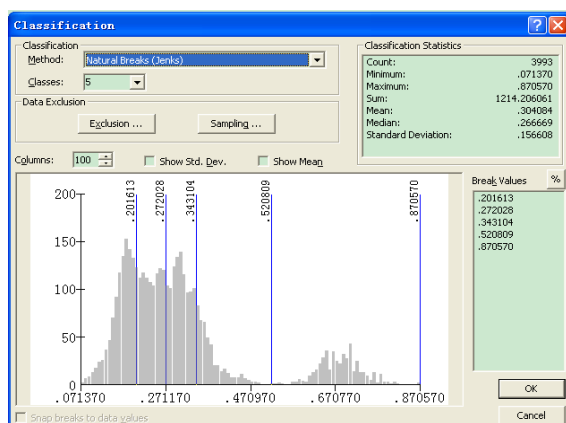 Classification
Classification
Method: Natural Breaks (Jenks)
Classes: 5
Data Exclusion
Exclusion ...
Sampling ...
Columns: 100
Show Std. Dev.
Show Mean
Classification Statistics
Count: 3993
Minimum: .071370
Maximum: .870570
Sum: 1214.206061
Mean: .304084
Median: .266669
Standard Deviation: .156608
Break Values
%
.201613
.272028
.343104
.520809
.870570
200
150
100
50
0
.201613
.272028
.343104
.520809
.870570
.071370
.271170
.470970
.670770
.870570
Snap breaks to data values
OK
Cancel